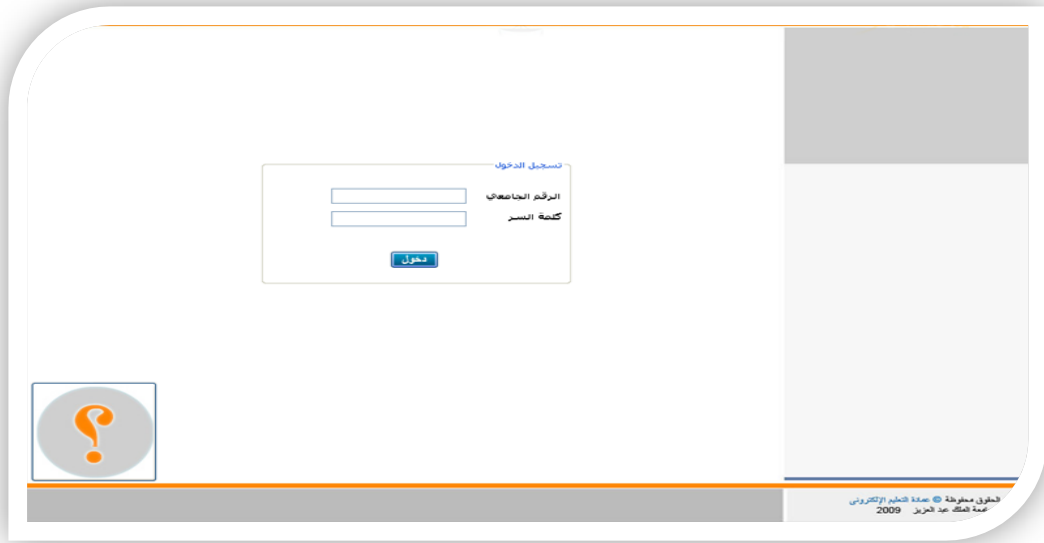 تسجيل الدخول
الرقم الجامعي
كلمة السر
دخول
؟
الحقوق محفوظة © عمادة التعليم الإلكتروني
الملك عبد العزيز 2009